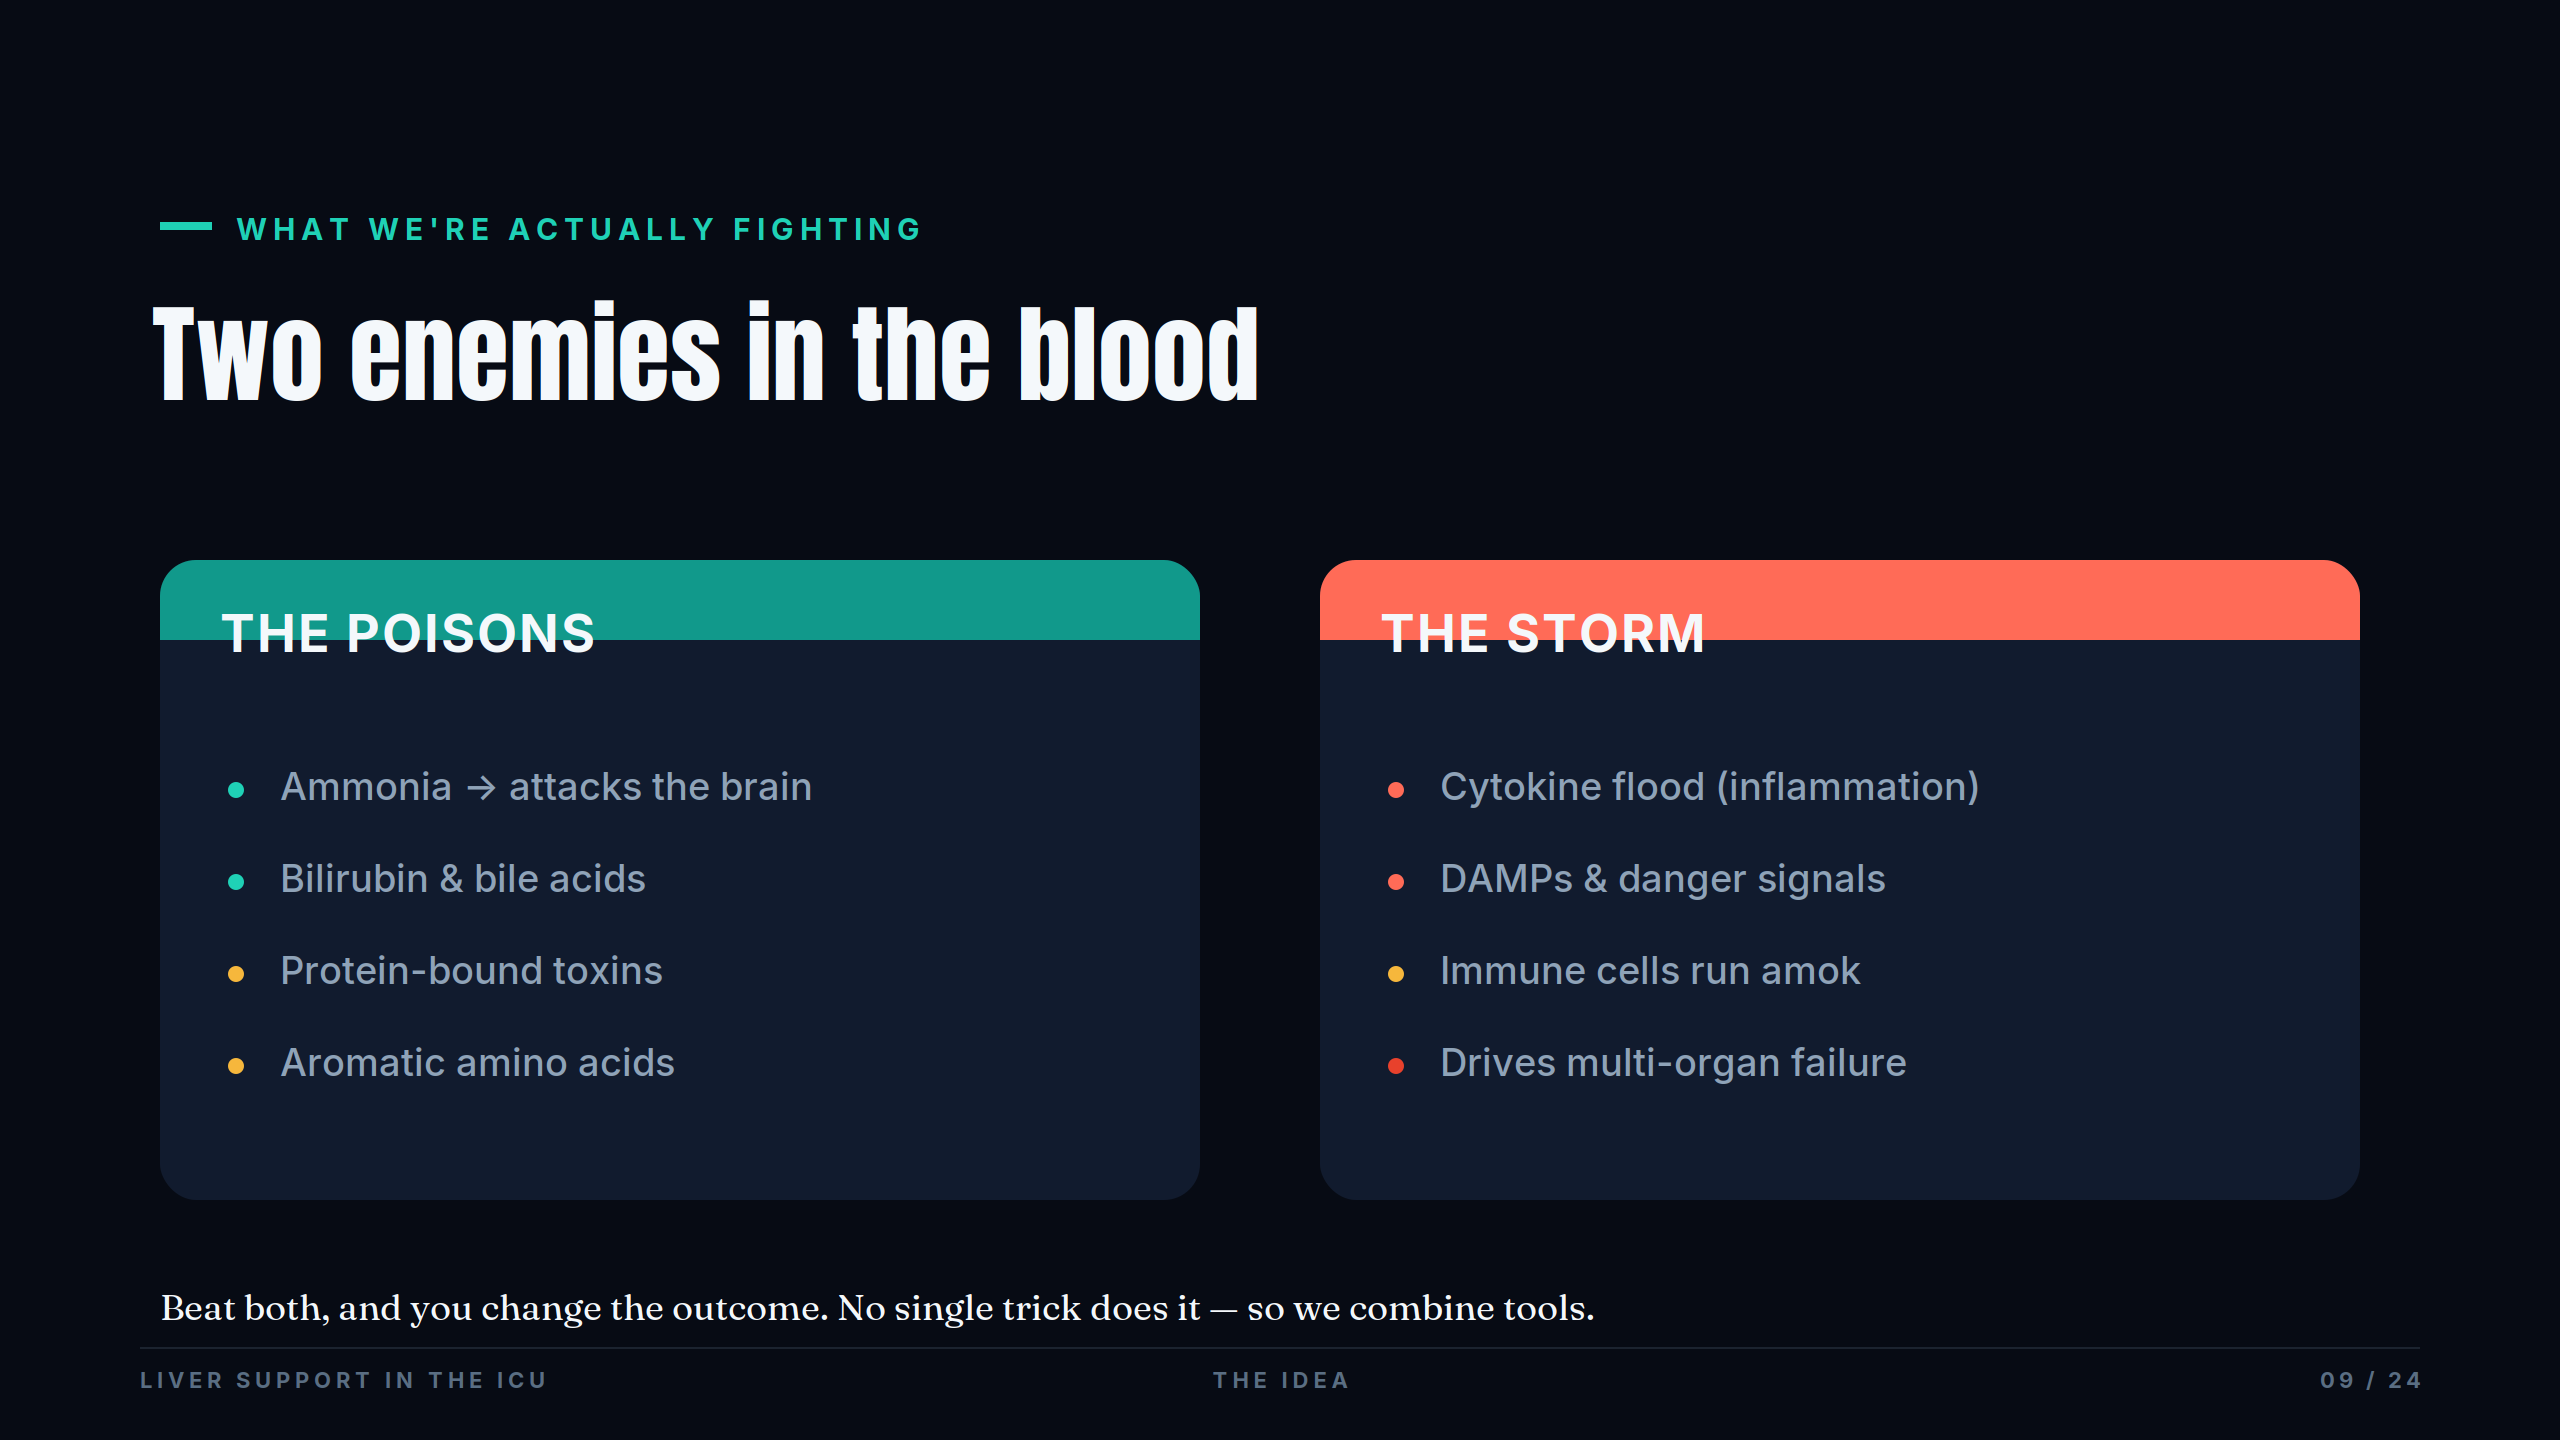 WHAT WE'RE ACTUALLY FIGHTING
Two enemies in the blood
THE POISONS
Ammonia → attacks the brain
Bilirubin & bile acids
Protein-bound toxins
Aromatic amino acids
THE STORM
Cytokine flood (inflammation)
DAMPs & danger signals
Immune cells run amok
Drives multi-organ failure
Beat both, and you change the outcome. No single trick does it — so we combine tools.
LIVER SUPPORT IN THE ICU
THE IDEA
09 / 24